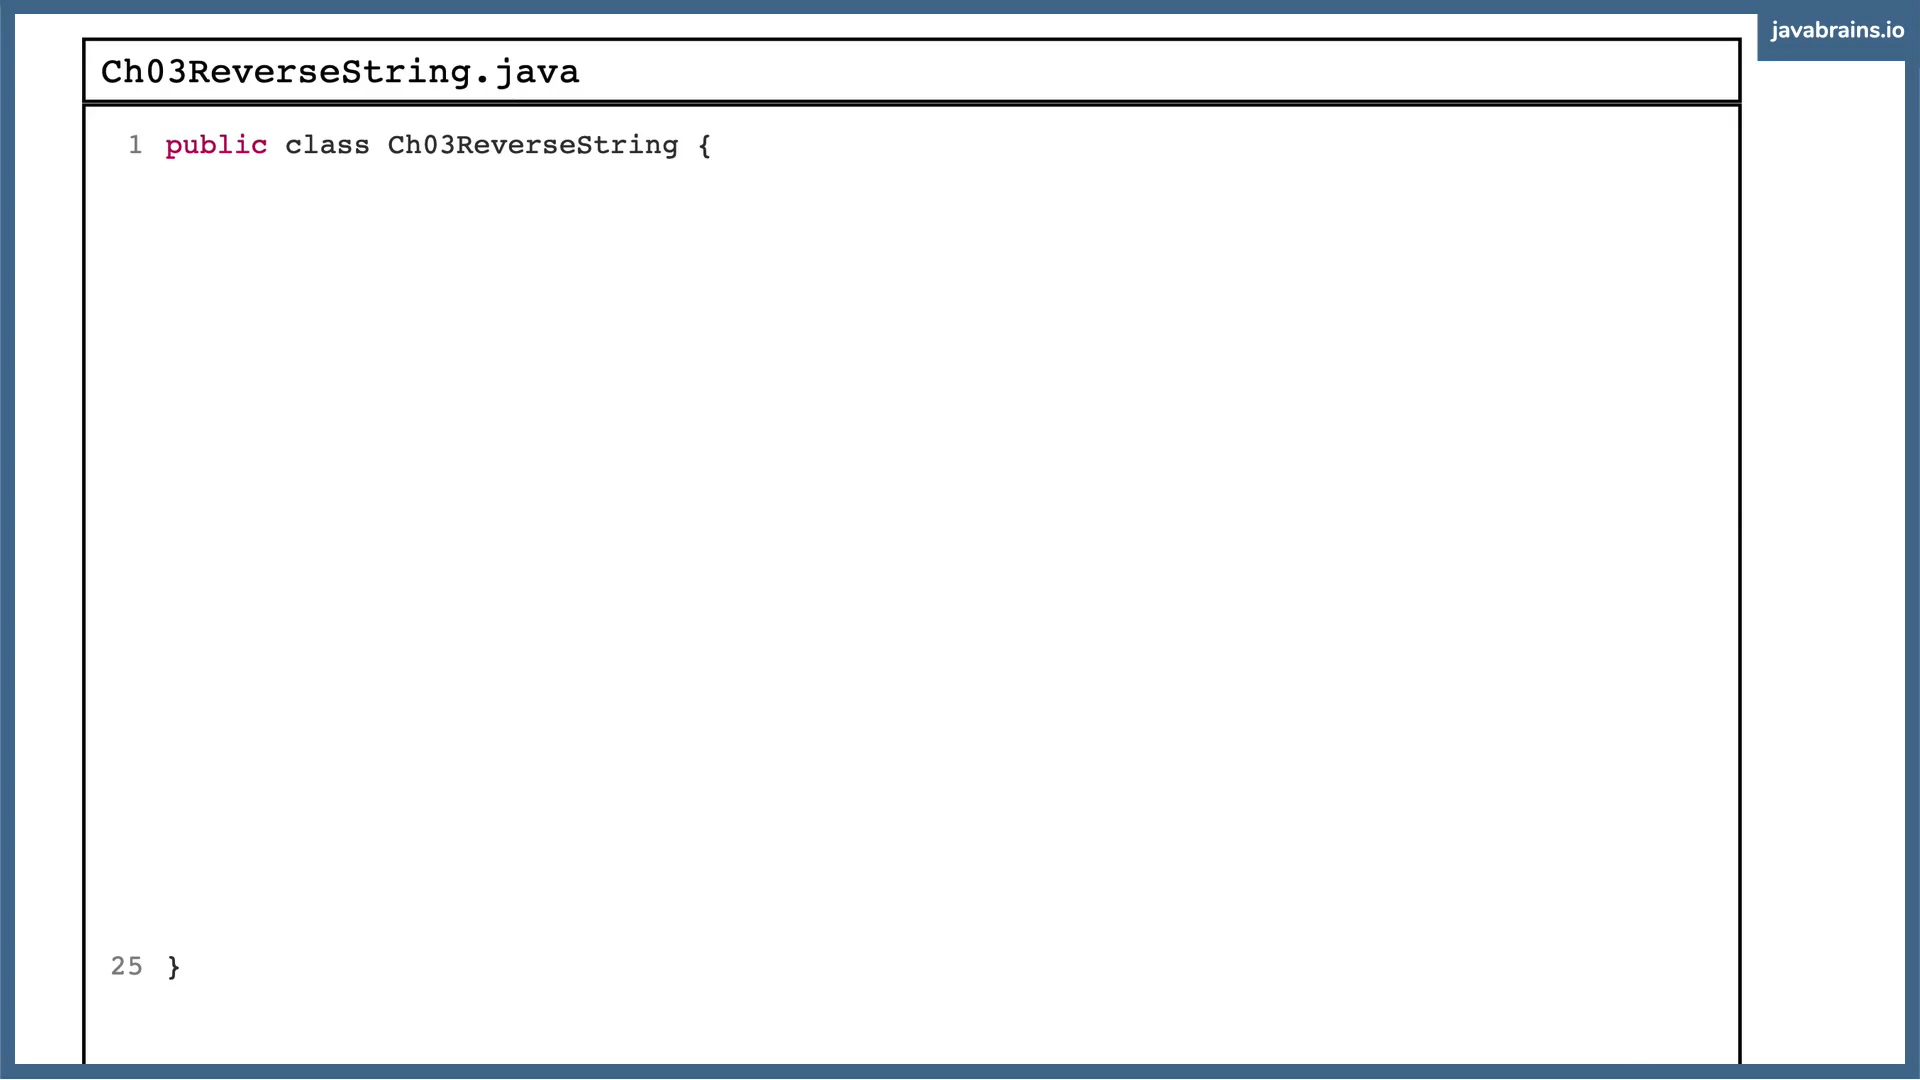 javabrains.io
Ch03ReverseString.java
1 public class Ch03ReverseString {
25 }